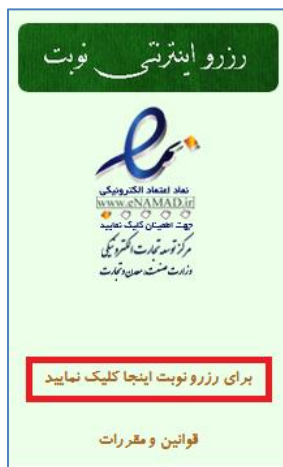 رزرو اینترنتی نوبت
نماد اعتماد الکترونیکی
www.eNAMAD.ir
جهت اطمینان کلیک نمایید
مرکز توسعه تجارت الکترونیکی
وزارت صنعت، معدن و تجارت
برای رزرو نوبت اینجا کلیک نمایید
قوانین و مقررات